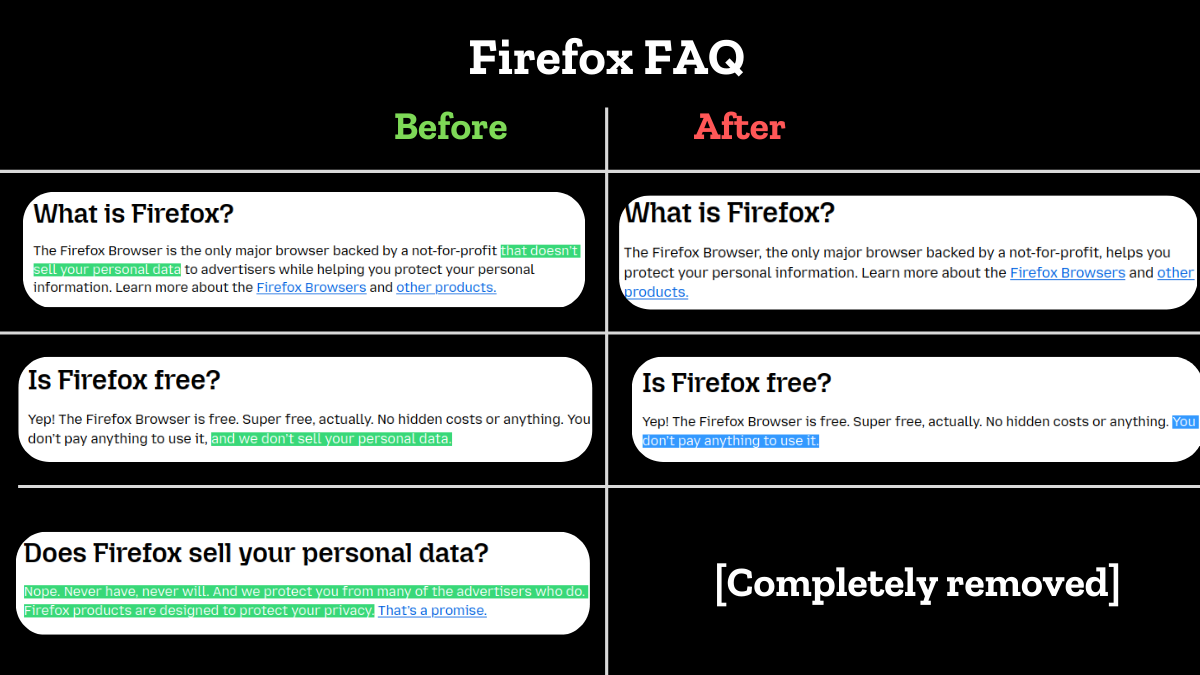 Firefox FAQ
Before
After
What is Firefox?
The Firefox Browser is the only major browser backed by a not-for-profit that doesn't
sell your personal data to advertisers while helping you protect your personal
information. Learn more about the Firefox Browsers and other products.
What is Firefox?
The Firefox Browser, the only major browser backed by a not-for-profit, helps you
protect your personal information. Learn more about the Firefox Browsers and other
products.
Is Firefox free?
Yep! The Firefox Browser is free. Super free, actually. No hidden costs or anything. You
don't pay anything to use it, and we don't sell your personal data.
Is Firefox free?
Yep! The Firefox Browser is free. Super free, actually. No hidden costs or anything. You
don't pay anything to use it.
Does Firefox sell your personal data?
Nope. Never have, never will. And we protect you from many of the advertisers who do.
Firefox products are designed to protect your privacy. That's a promise.
[Completely removed]